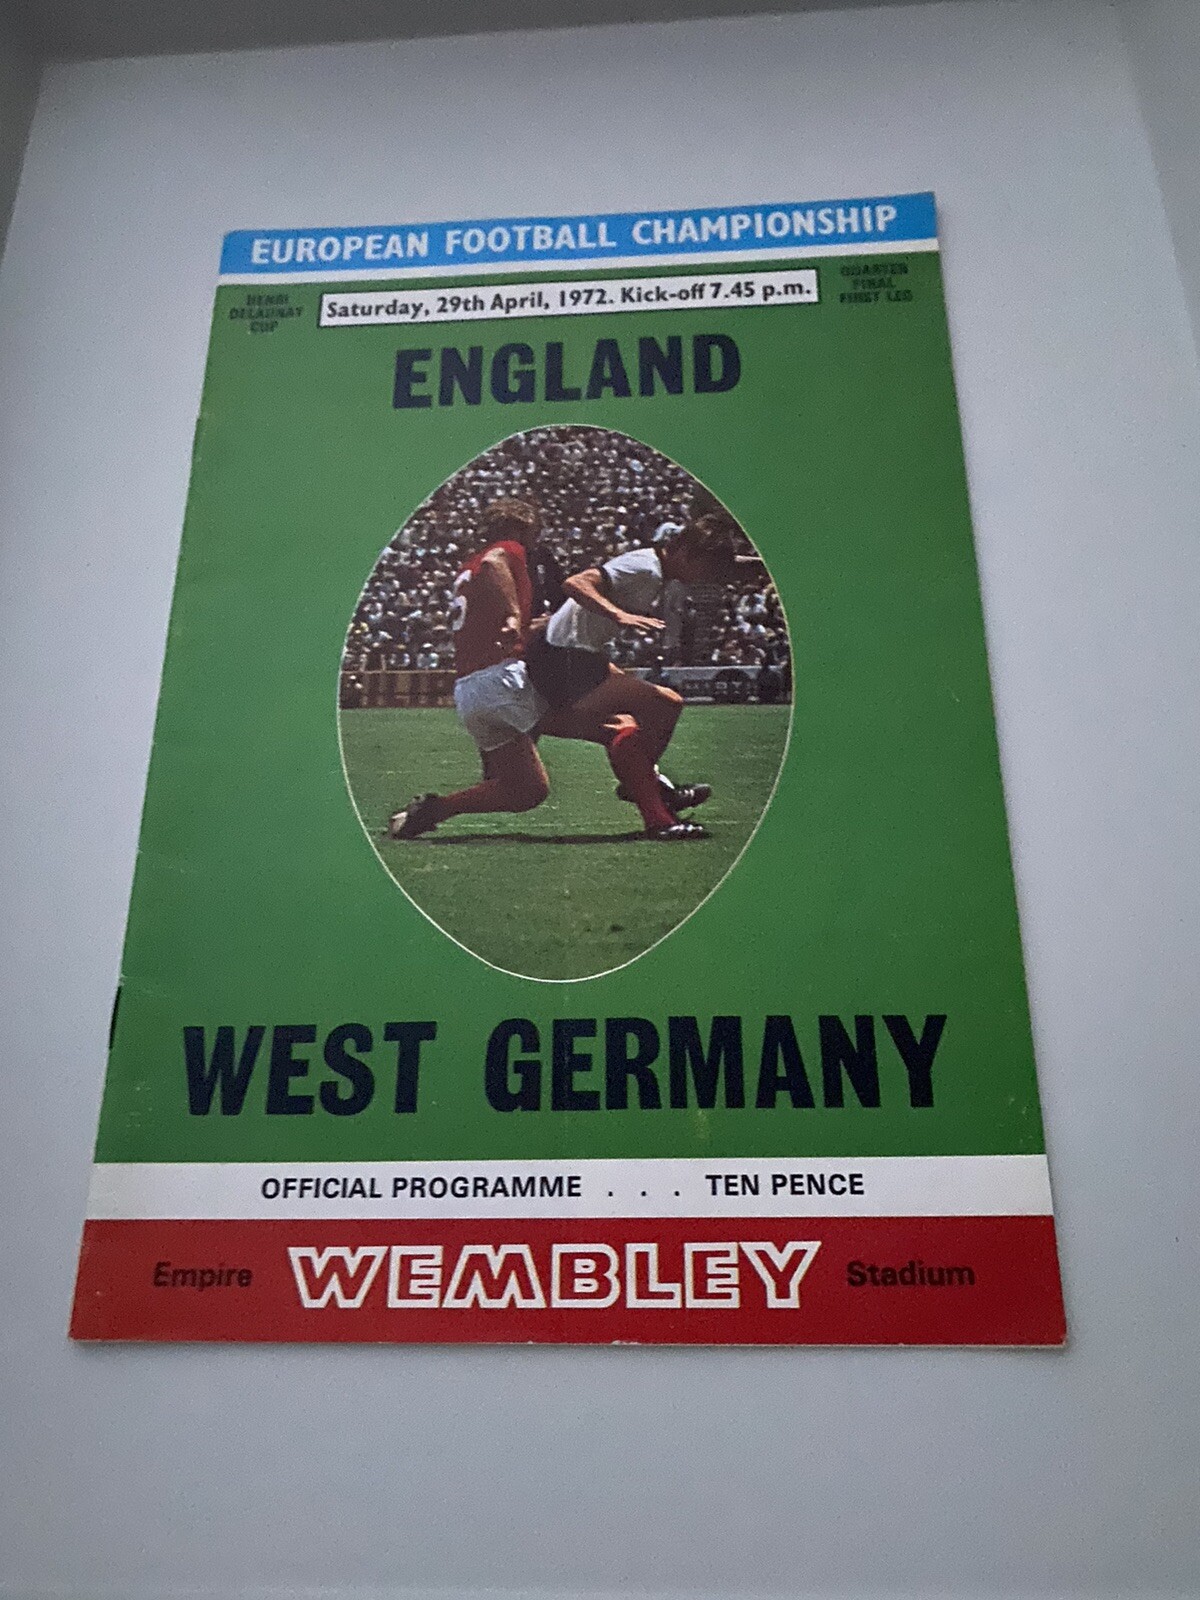 EUROPEAN FOOTBALL CHAMPIONSHIP
HENRI
DELAUNAY
CUP
Saturday, 29th April, 1972. Kick-off 7.45 p.m.
QUARTER
FINAL
FIRST LEG
ENGLAND
WEST GERMANY
OFFICIAL PROGRAMME . . . TEN PENCE
Empire WEMBLEY Stadium